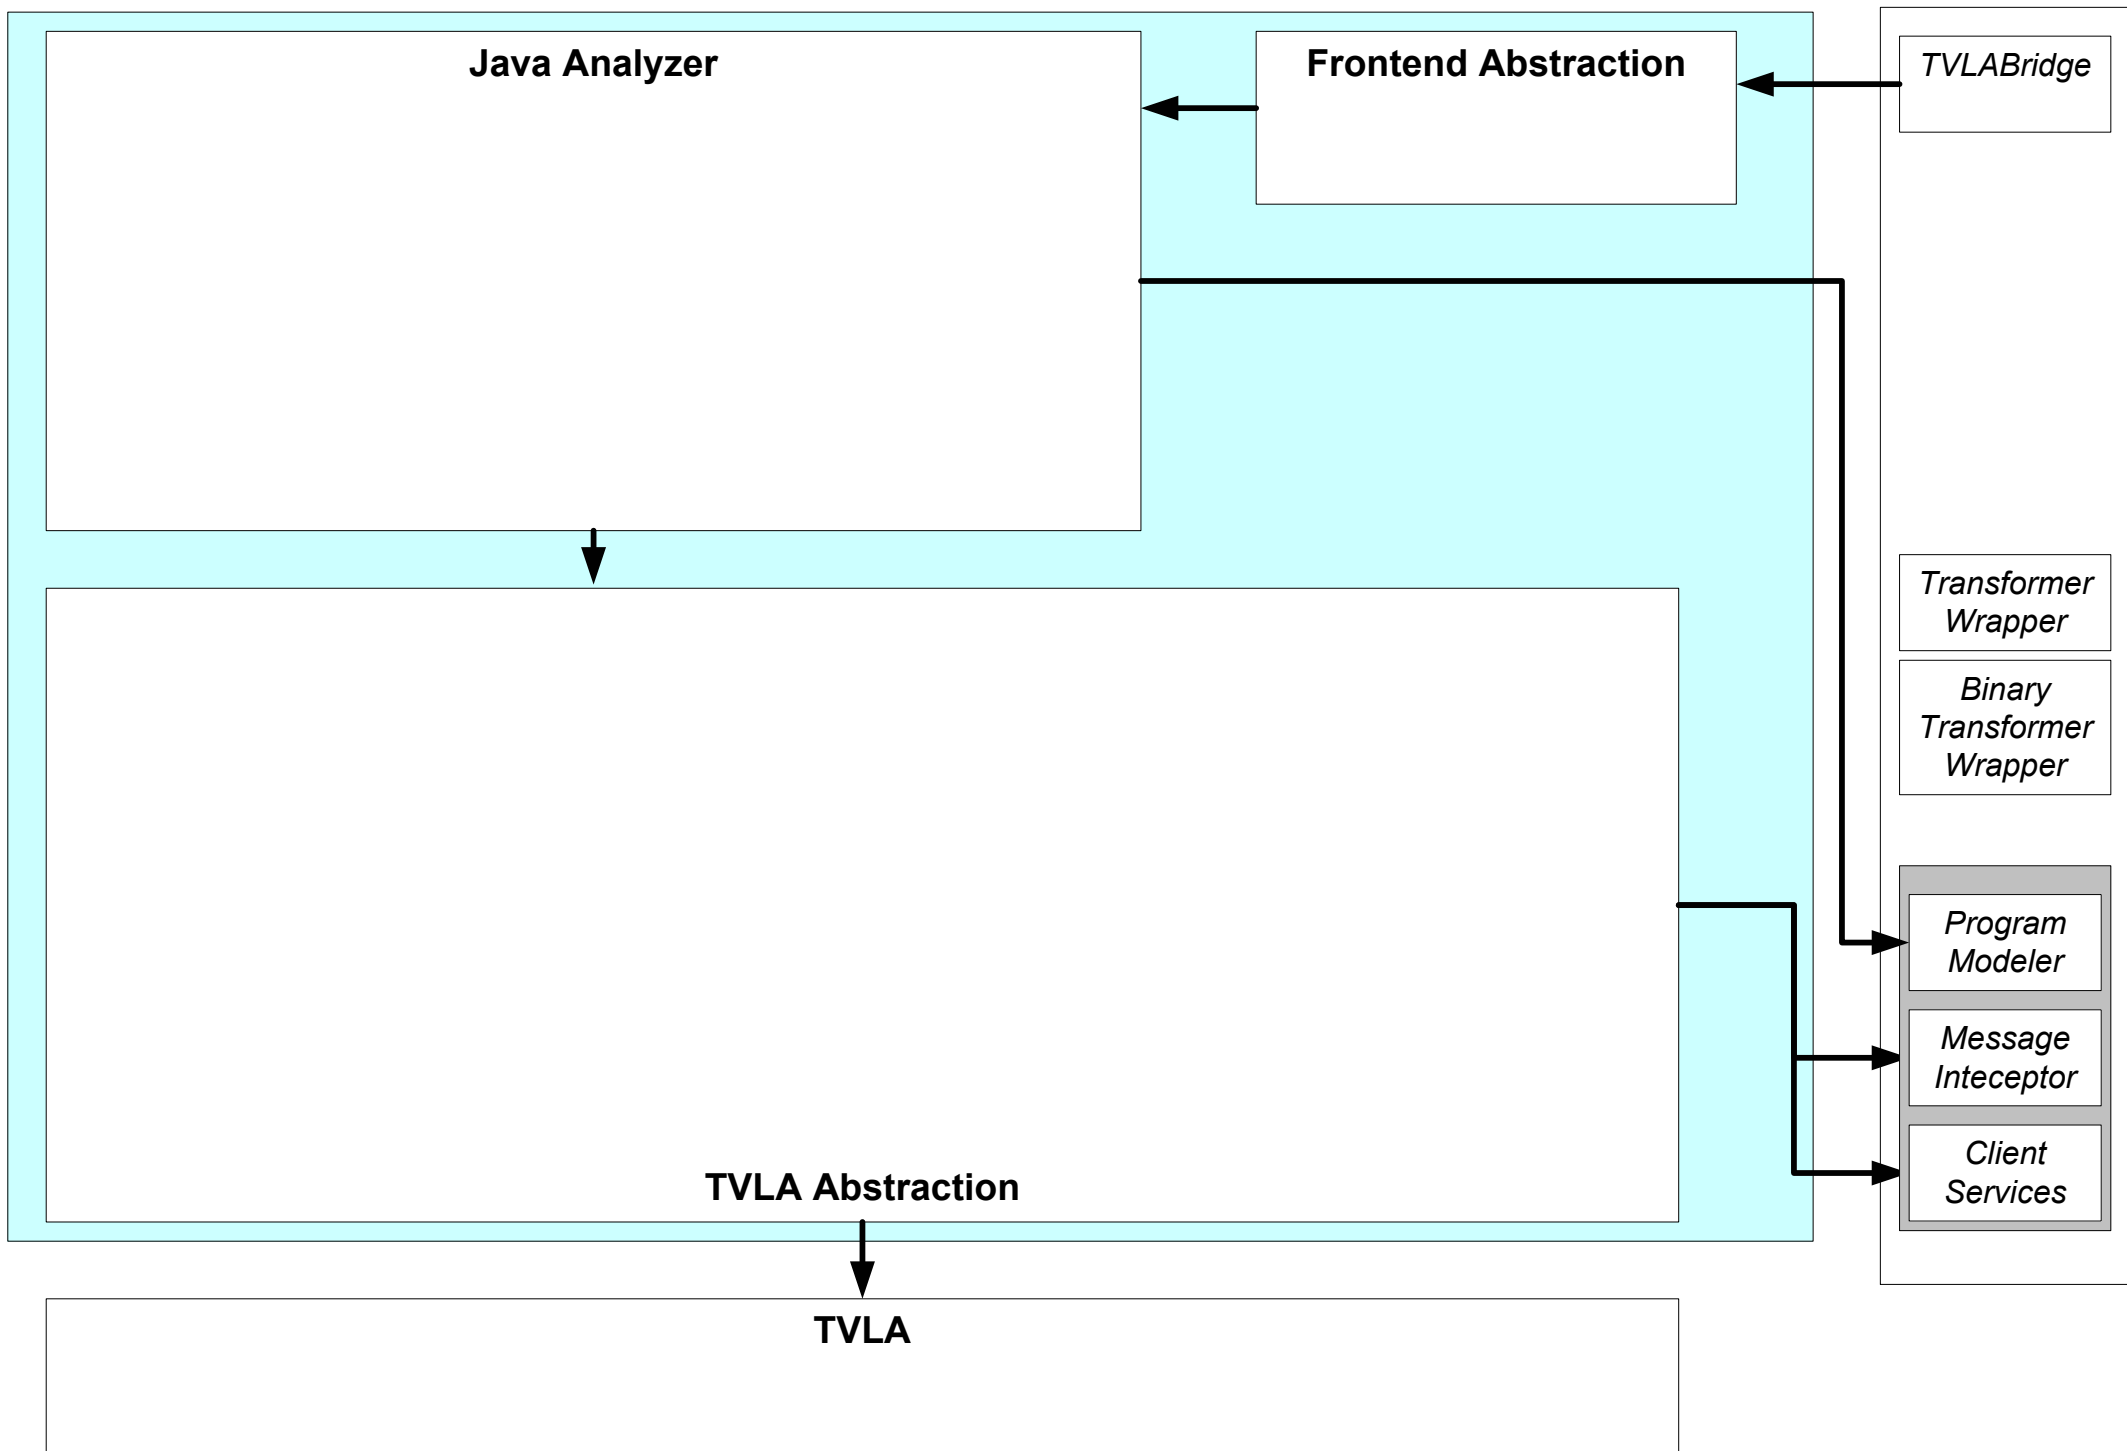 Java Analyzer
Frontend Abstraction
TVLABridge
Transformer
Wrapper
Binary
Transformer
Wrapper
Program
Modeler
Message
Inteceptor
Client
Services
TVLA Abstraction
TVLA